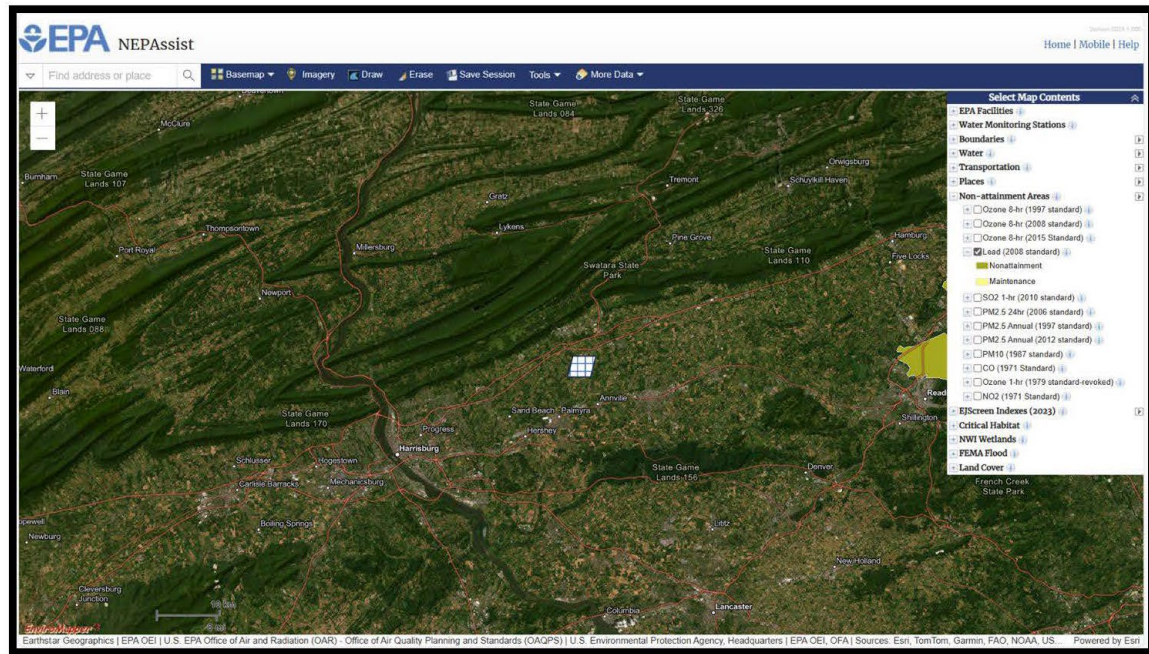 EPA NEPAssist
Home | Mobile | Help
Find address or place
Basemap Imagery Draw Erase Save Session Tools More Data
Select Map Contents
EPA Facilities
Water Monitoring Stations
Boundaries
Water
Transportation
Places
Non-attainment Areas
Ozone 8-hr (1997 standard)
Ozone 8-hr (2008 standard)
Ozone 8-hr (2015 Standard)
Lead (2008 standard)
Nonattainment
Maintenance
SO2 1-hr (2010 standard)
PM2.5 24hr (2006 standard)
PM2.5 Annual (1997 standard)
PM2.5 Annual (2012 standard)
PM10 (1987 standard)
CO (1971 Standard)
Ozone 1-hr (1979 standard-revoked)
NO2 (1971 Standard)
EJScreen Indexes (2023)
Critical Habitat
NWI Wetlands
FEMA Flood
Land Cover
State Game
Lands 084
State Game
Lands 326
McClure
Burnham
State Game
Lands 107
Orwigsburg
Tremont
Schuylkill Haven
Gratz
Thompsontown
Lykens
Hamburg
Port Royal
Millersburg
Pine Grove
State Game
Lands 110
Five Locks
Swatara State
Park
Newport
State Game
Lands 088
Waterford
Blain
Annville
Sand Beach
Palmyra
Read
State Game
Lands 170
Progress
Hershey
Shillington
Harrisburg
Schlusser
Hogestown
State Game
Lands 156
Denver
Carlisle Barracks
Mechanicsburg
French Creek
State Park
opewell
Newburg
Boiling Springs
Lititz
New Holland
Cleversburg
Junction
10 km
6 mi
Columbia
Lancaster
EnviroMapper
Earthstar Geographics | EPA OEI | U.S. EPA Office of Air and Radiation (OAR) - Office of Air Quality Planning and Standards (OAQPS) | U.S. Environmental Protection Agency, Headquarters | EPA OEI, OFA | Sources: Esri, TomTom, Garmin, FAO, NOAA, US... Powered by Esri